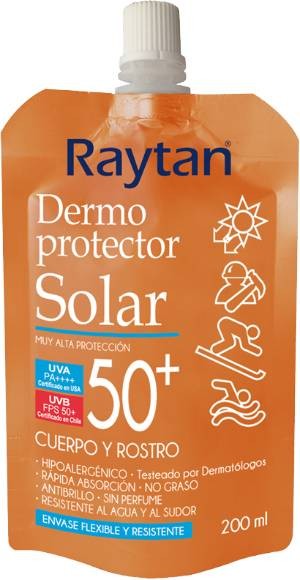 Raytan®
Dermo
protector
Solar
MUY ALTA PROTECCIÓN
UVA
PA++++
Certificado en USA
UVB
FPS 50+
Certificado en Chile
50+
CUERPO Y ROSTRO
· HIPOALERGÉNICO · Testeado por Dermatólogos
· RÁPIDA ABSORCIÓN · NO GRASO
· ANTIBRILLO · SIN PERFUME
· RESISTENTE AL AGUA Y AL SUDOR
ENVASE FLEXIBLE Y RESISTENTE
200 ml